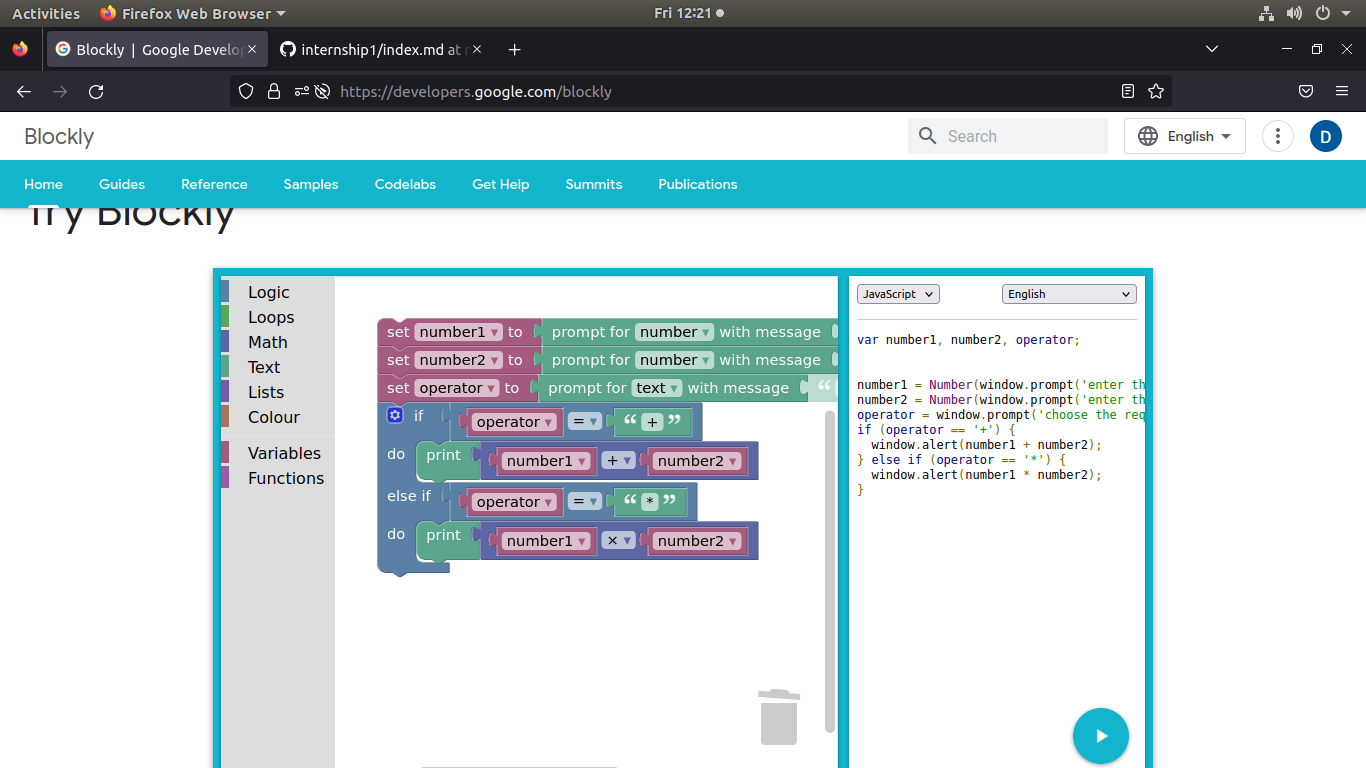 Activities Firefox Web Browser Fri 12:21
Blockly | Google Develop internship1/index.md at
https://developers.google.com/blockly
Blockly Search English D
Home Guides Reference Samples Codelabs Get Help Summits Publications
Try Blockly
Logic
Loops
Math
Text
Lists
Colour
Variables
Functions
set number1 to prompt for number with message
set number2 to prompt for number with message
set operator to prompt for text with message “
if operator = “ + ”
do print number1 + number2
else if operator = “ * ”
do print number1 × number2
JavaScript English
var number1, number2, operator;
number1 = Number(window.prompt('enter th
number2 = Number(window.prompt('enter th
operator = window.prompt('choose the req
if (operator == '+') {
window.alert(number1 + number2);
} else if (operator == '*') {
window.alert(number1 * number2);
}